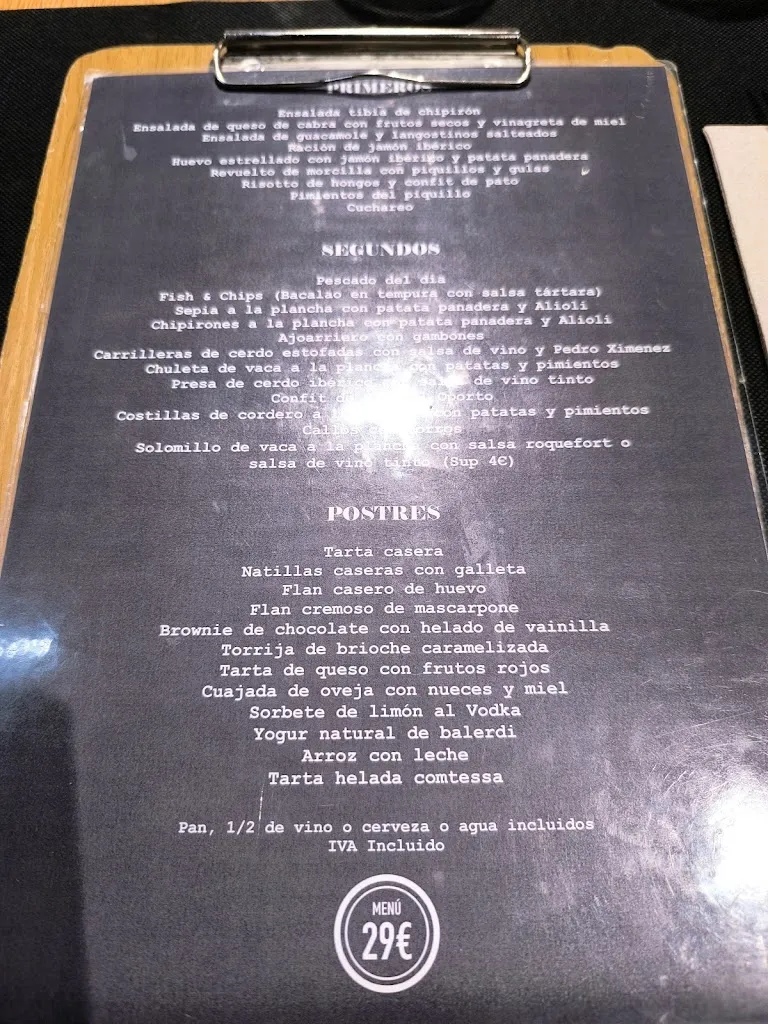 PRIMEROS
Ensalada tibia de chipirón
Ensalada de queso de cabra con frutos secos y vinagreta de miel
Ensalada de guacamole y langostinos salteados
Ración de jamón ibérico
Huevo estrellado con jamón ibérico y patata panadera
Revuelto de morcilla con piquillos y gulas
Risotto de hongos y confit de pato
Pimientos del piquillo
Cuchareo
SEGUNDOS
Pescado del día
Fish & Chips (Bacalao en tempura con salsa tártara)
Sepia a la plancha con patata panadera y Alioli
Chipirones a la plancha con patata panadera y Alioli
Ajoarriero con gambones
Carrilleras de cerdo estofadas con salsa de vino y Pedro Ximenez
Chuleta de vaca a la plancha con patatas y pimientos
Presa de cerdo ibérico salsa de vino tinto
Confit Oporto
Costillas de cordero a con patatas y pimientos
Callos morros
Solomillo de vaca a la plancha con salsa roquefort o
salsa de vino tinto (Sup 4€)
POSTRES
Tarta casera
Natillas caseras con galleta
Flan casero de huevo
Flan cremoso de mascarpone
Brownie de chocolate con helado de vainilla
Torrija de brioche caramelizada
Tarta de queso con frutos rojos
Cuajada de oveja con nueces y miel
Sorbete de limón al Vodka
Yogur natural de balerdi
Arroz con leche
Tarta helada comtessa
Pan, 1/2 de vino o cerveza o agua incluidos
IVA Incluido
MENÚ
29€